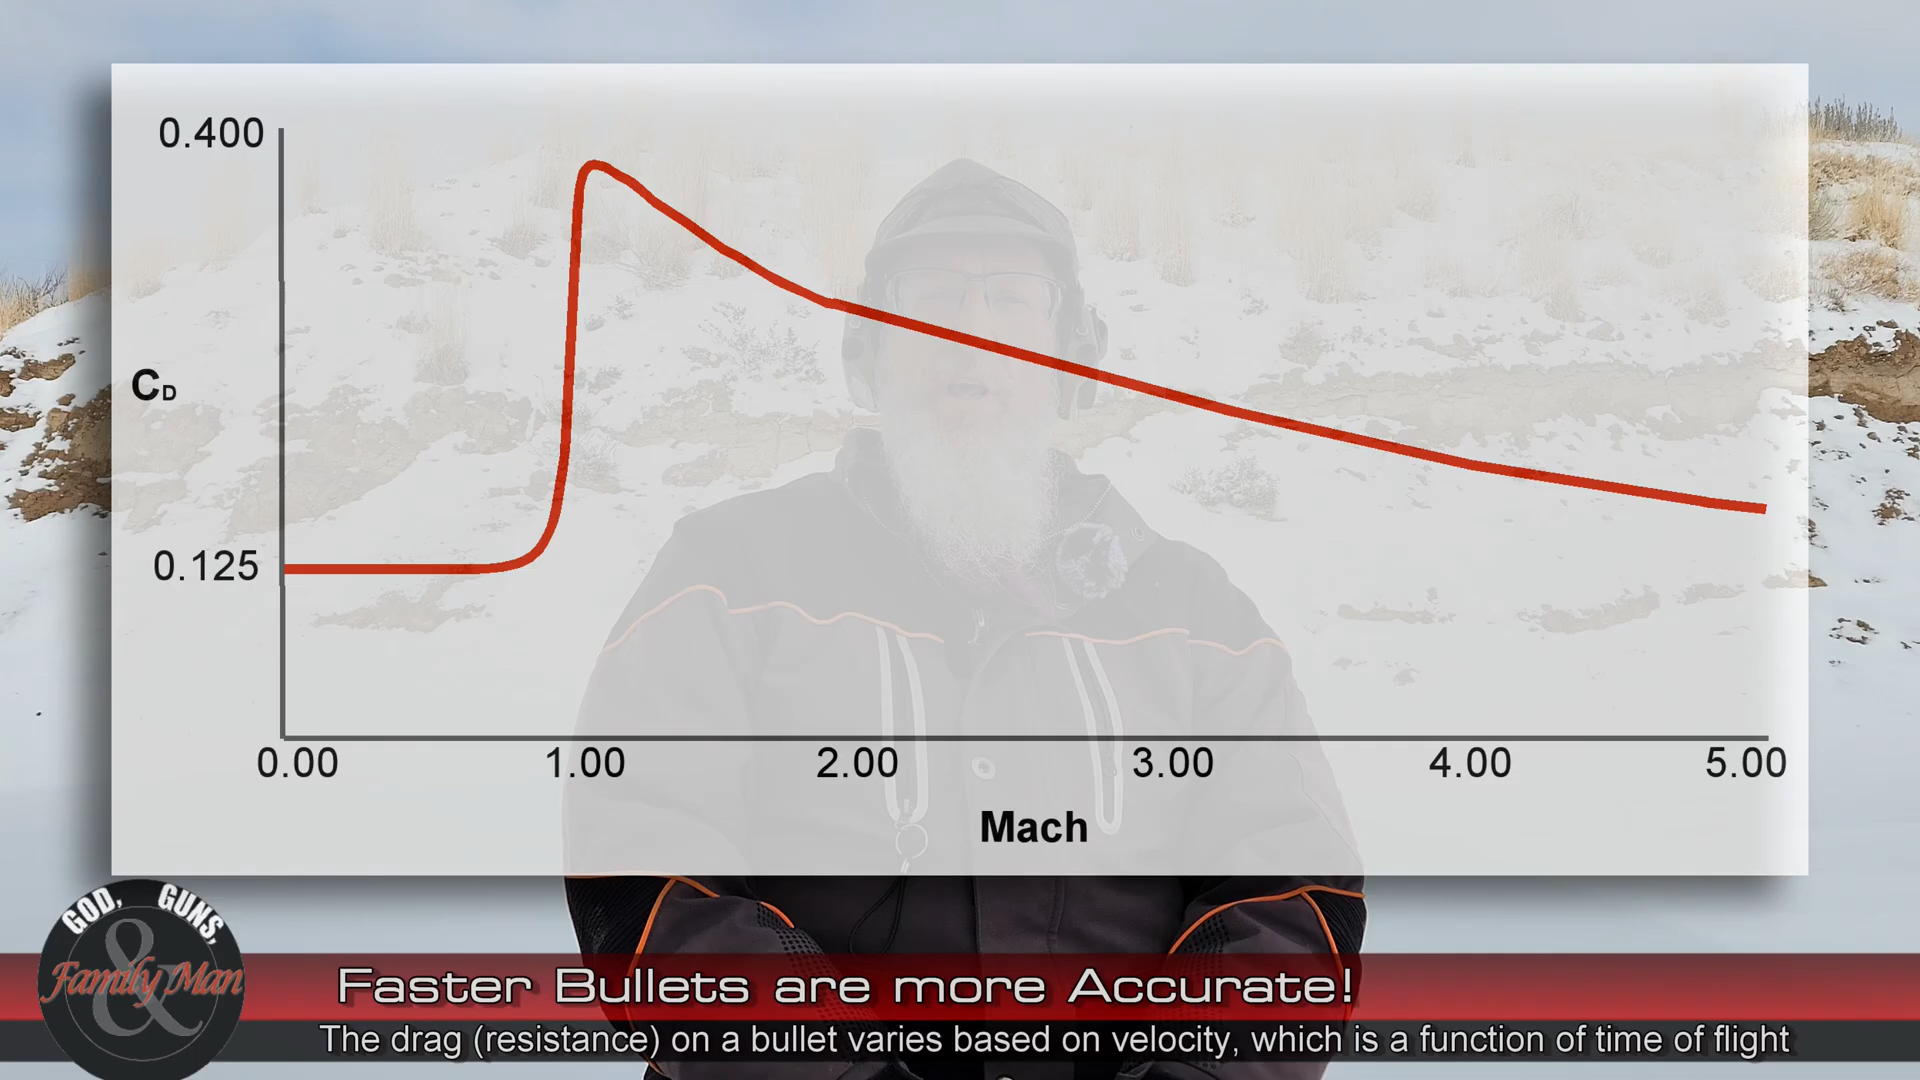 0.400
CD
0.125
0.00 1.00 2.00 3.00 4.00 5.00
Mach
GOD, GUNS,
&
Family Man
Faster Bullets are more Accurate!
The drag (resistance) on a bullet varies based on velocity, which is a function of time of flight